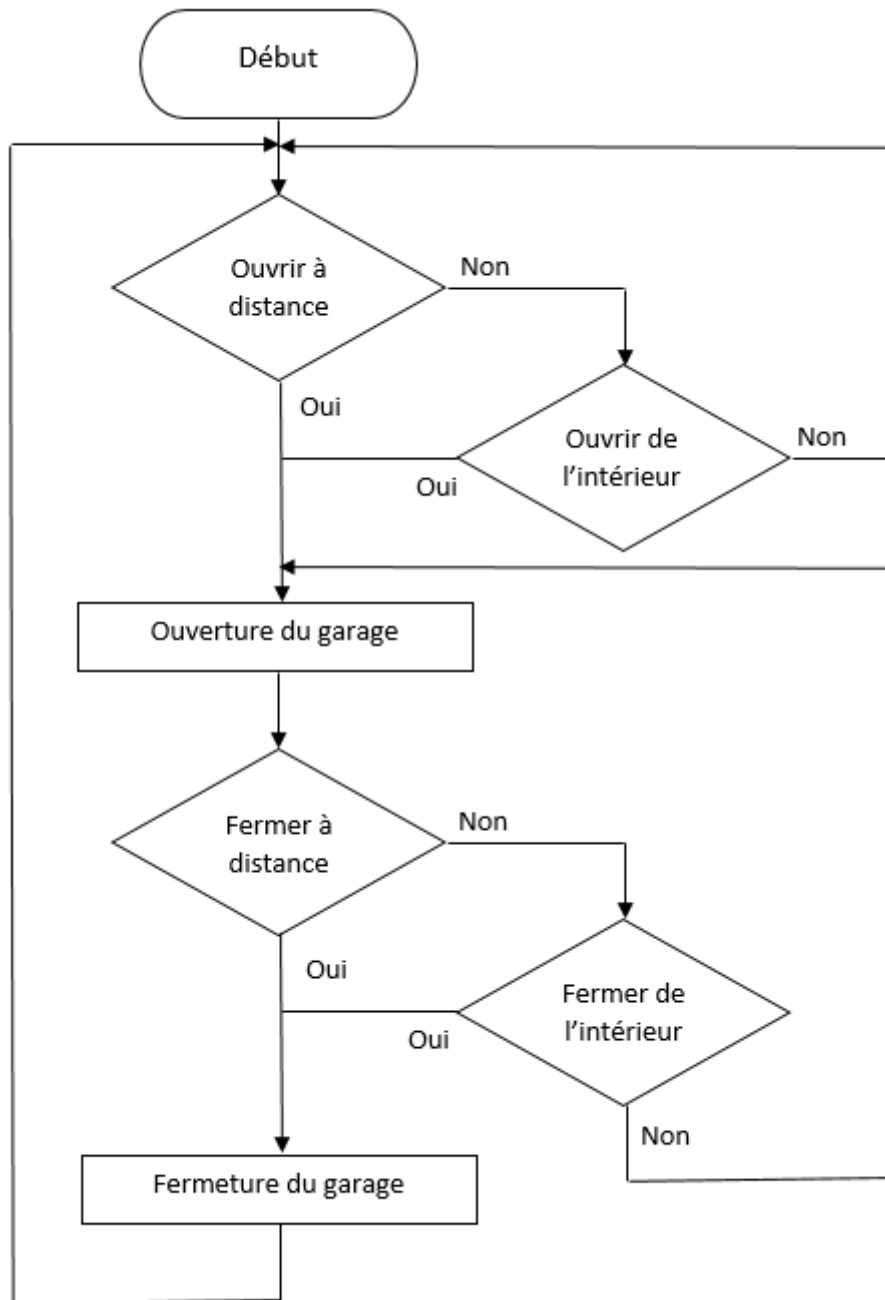 Début
Ouvrir à
distance
Non
Oui
Ouvrir de
l’intérieur
Non
Oui
Ouverture du garage
Fermer à
distance
Non
Oui
Fermer de
l’intérieur
Oui
Non
Fermeture du garage